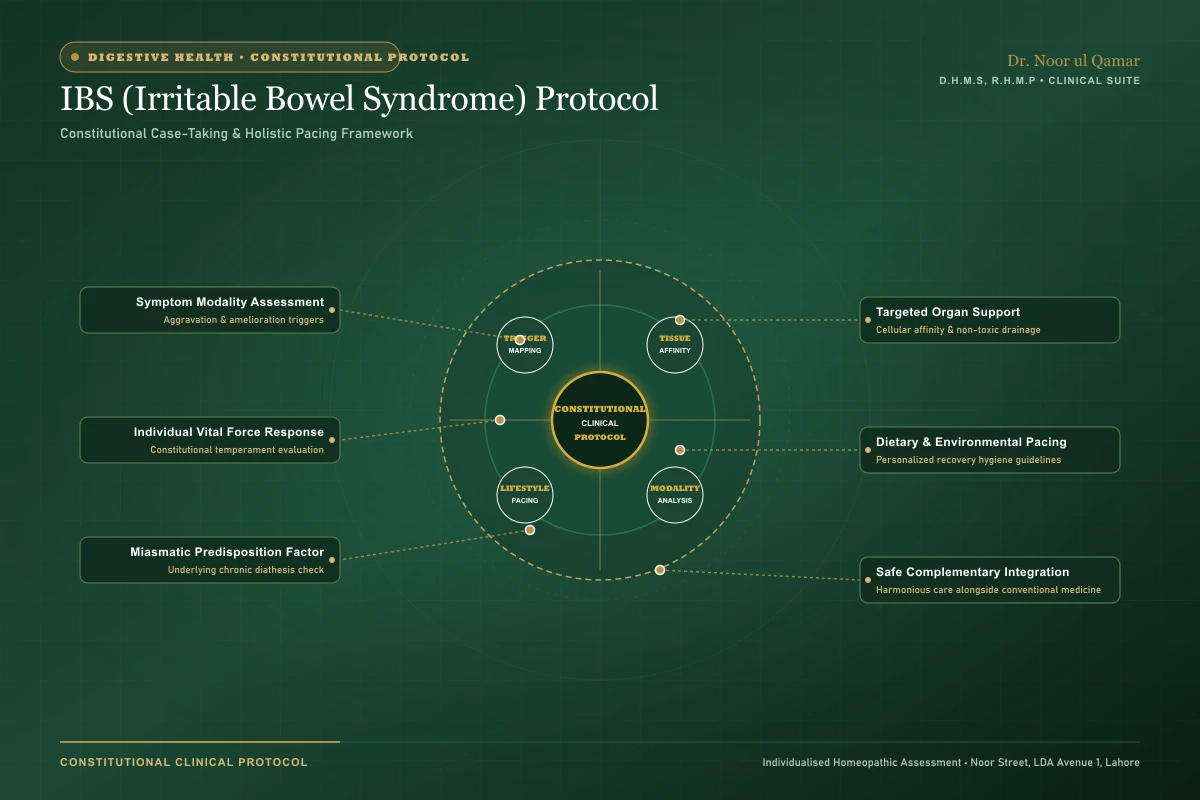 DIGESTIVE HEALTH • CONSTITUTIONAL PROTOCOL
IBS (Irritable Bowel Syndrome) Protocol
Constitutional Case-Taking & Holistic Pacing Framework
Dr. Noor ul Qamar
D.H.M.S, R.H.M.P • CLINICAL SUITE
Symptom Modality Assessment
Aggravation & amelioration triggers
Individual Vital Force Response
Constitutional temperament evaluation
Miasmatic Predisposition Factor
Underlying chronic diathesis check
TRIGGER
MAPPING
TISSUE
AFFINITY
CONSTITUTIONAL
CLINICAL
PROTOCOL
LIFESTYLE
PACING
MODALITY
ANALYSIS
Targeted Organ Support
Cellular affinity & non-toxic drainage
Dietary & Environmental Pacing
Personalized recovery hygiene guidelines
Safe Complementary Integration
Harmonious care alongside conventional medicine
CONSTITUTIONAL CLINICAL PROTOCOL
Individualised Homeopathic Assessment • Noor Street, LDA Avenue 1, Lahore